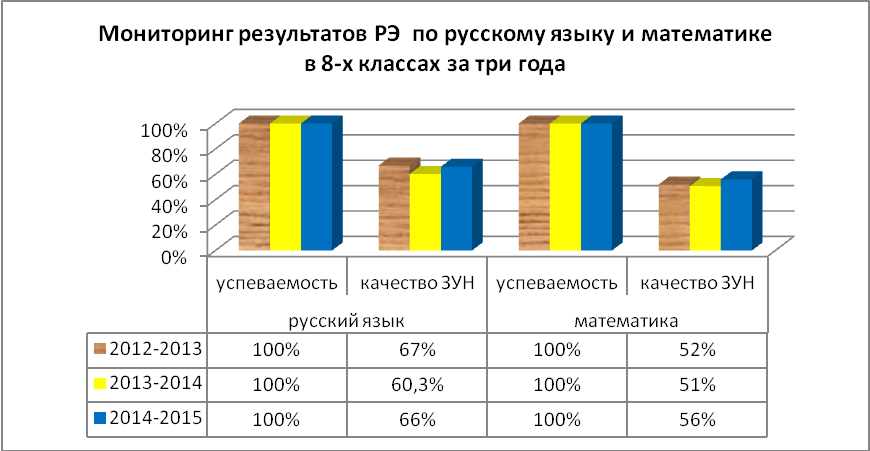 Мониторинг результатов РЭ по русскому языку и математике
в 8-х классах за три года
100%
80%
60%
40%
20%
0%
успеваемость качество ЗУН успеваемость качество ЗУН
русский язык математика
2012-2013 100% 67% 100% 52%
2013-2014 100% 60,3% 100% 51%
2014-2015 100% 66% 100% 56%